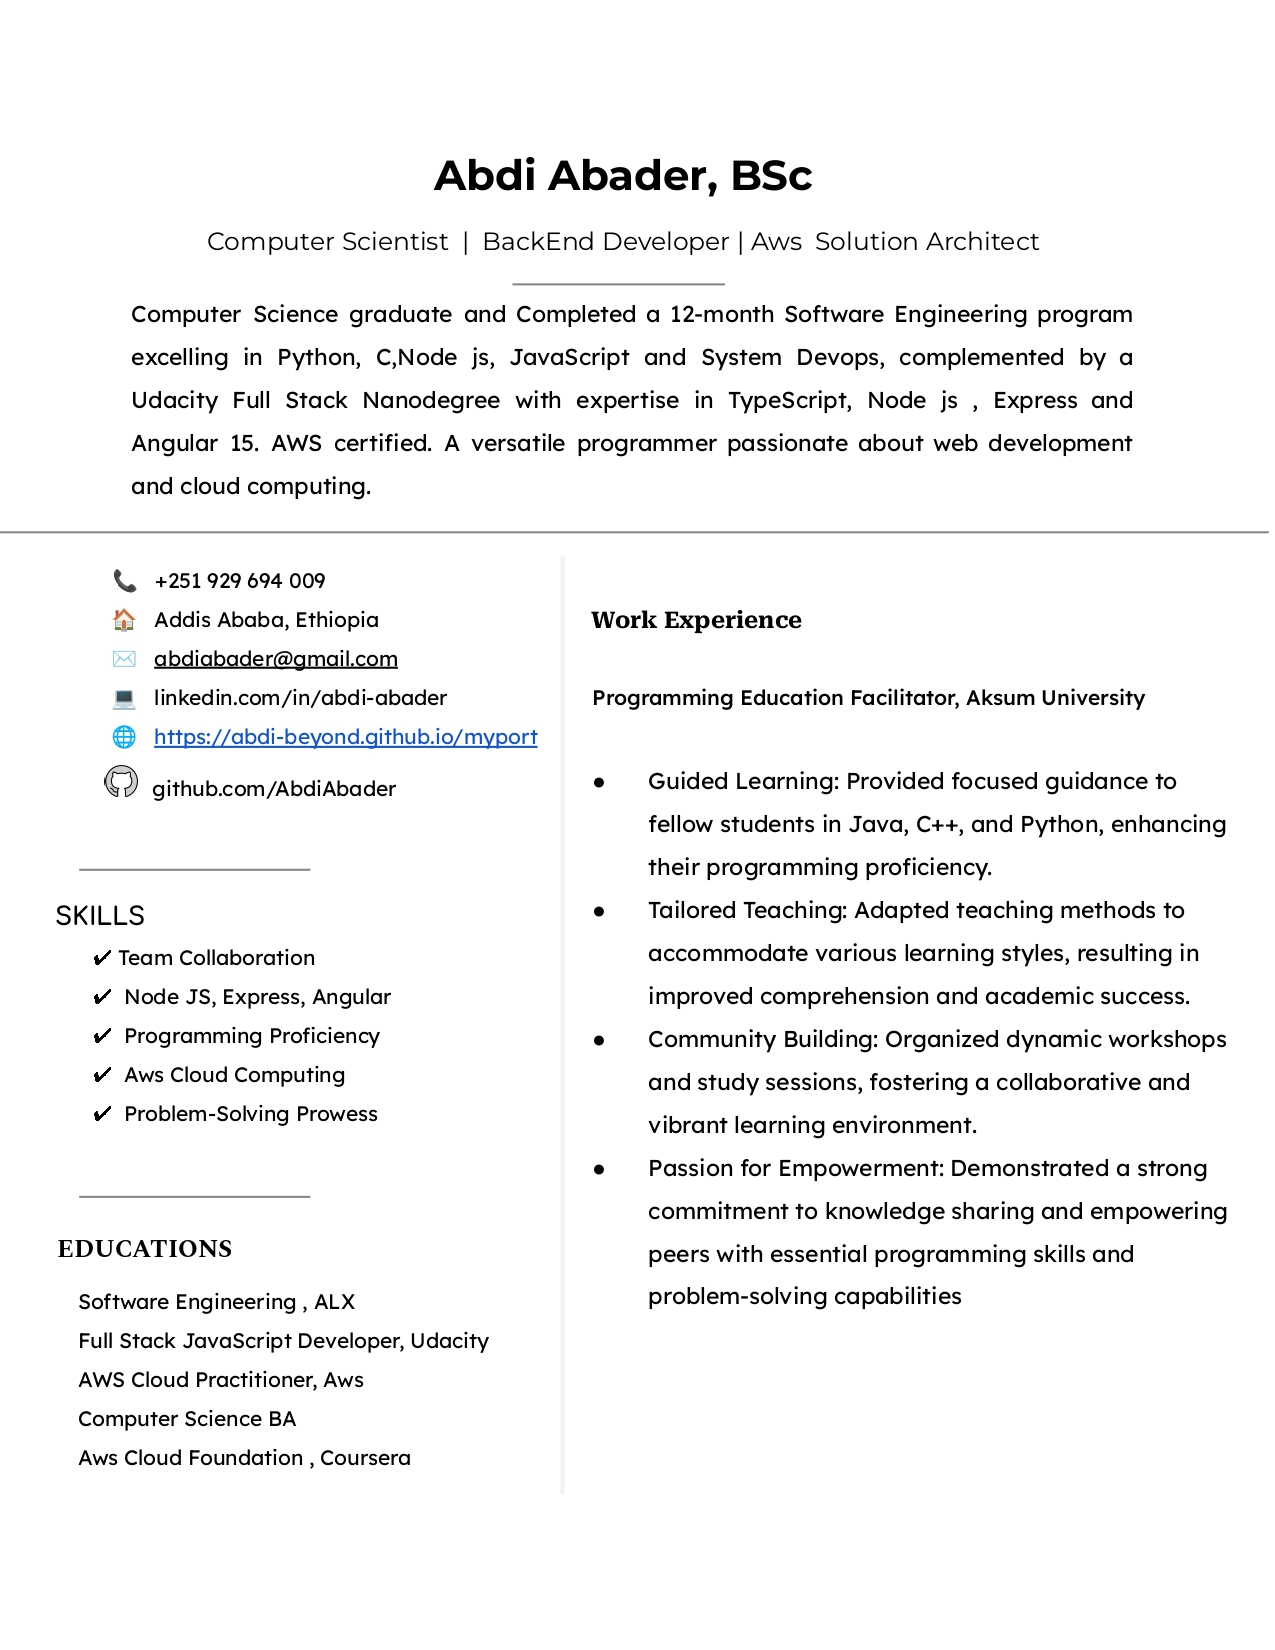 Abdi Abader, BSc
Computer Scientist | BackEnd Developer | Aws Solution Architect
Computer Science graduate and Completed a 12-month Software Engineering program
excelling in Python, C,Node js, JavaScript and System Devops, complemented by a
Udacity Full Stack Nanodegree with expertise in TypeScript, Node js , Express and
Angular 15. AWS certified. A versatile programmer passionate about web development
and cloud computing.
+251 929 694 009
Addis Ababa, Ethiopia
abdiabader@gmail.com
linkedin.com/in/abdi-abader
https://abdi-beyond.github.io/myport
github.com/AbdiAbader
SKILLS
✔ Team Collaboration
✔ Node JS, Express, Angular
✔ Programming Proficiency
✔ Aws Cloud Computing
✔ Problem-Solving Prowess
EDUCATIONS
Software Engineering , ALX
Full Stack JavaScript Developer, Udacity
AWS Cloud Practitioner, Aws
Computer Science BA
Aws Cloud Foundation , Coursera
Work Experience
Programming Education Facilitator, Aksum University
● Guided Learning: Provided focused guidance to
fellow students in Java, C++, and Python, enhancing
their programming proficiency.
● Tailored Teaching: Adapted teaching methods to
accommodate various learning styles, resulting in
improved comprehension and academic success.
● Community Building: Organized dynamic workshops
and study sessions, fostering a collaborative and
vibrant learning environment.
● Passion for Empowerment: Demonstrated a strong
commitment to knowledge sharing and empowering
peers with essential programming skills and
problem-solving capabilities